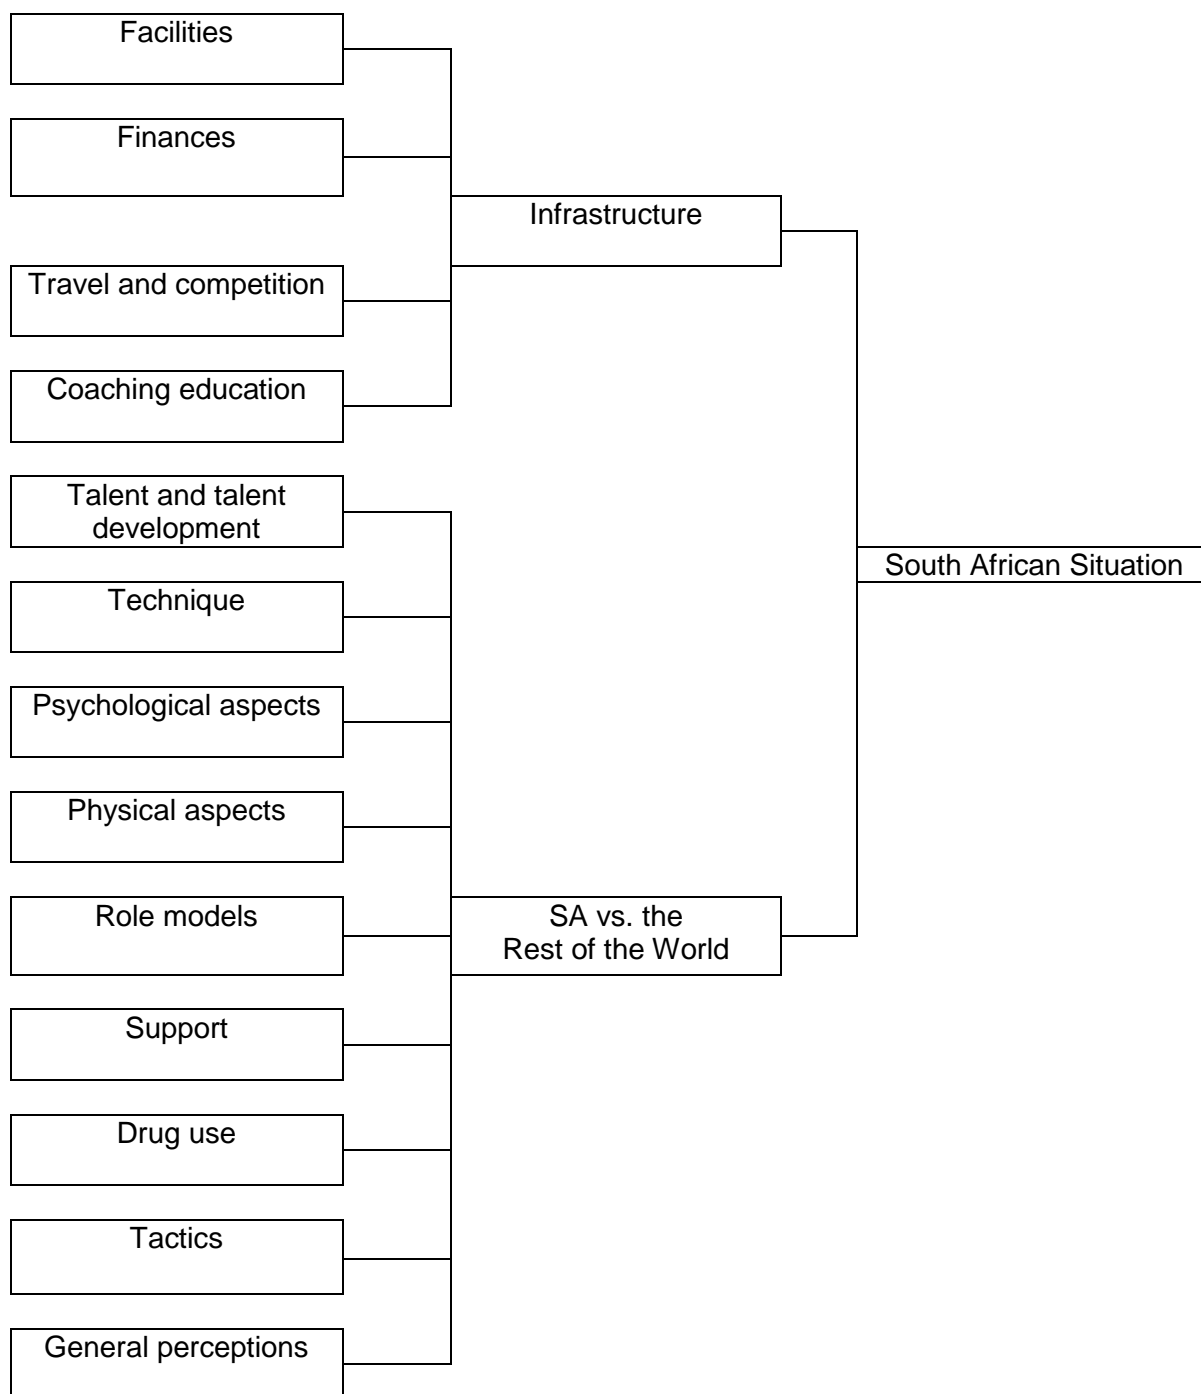 Facilities
Finances
Infrastructure
Travel and competition
Coaching education
Talent and talent
development
South African Situation
Technique
Psychological aspects
Physical aspects
Role models
SA vs. the
Rest of the World
Support
Drug use
Tactics
General perceptions